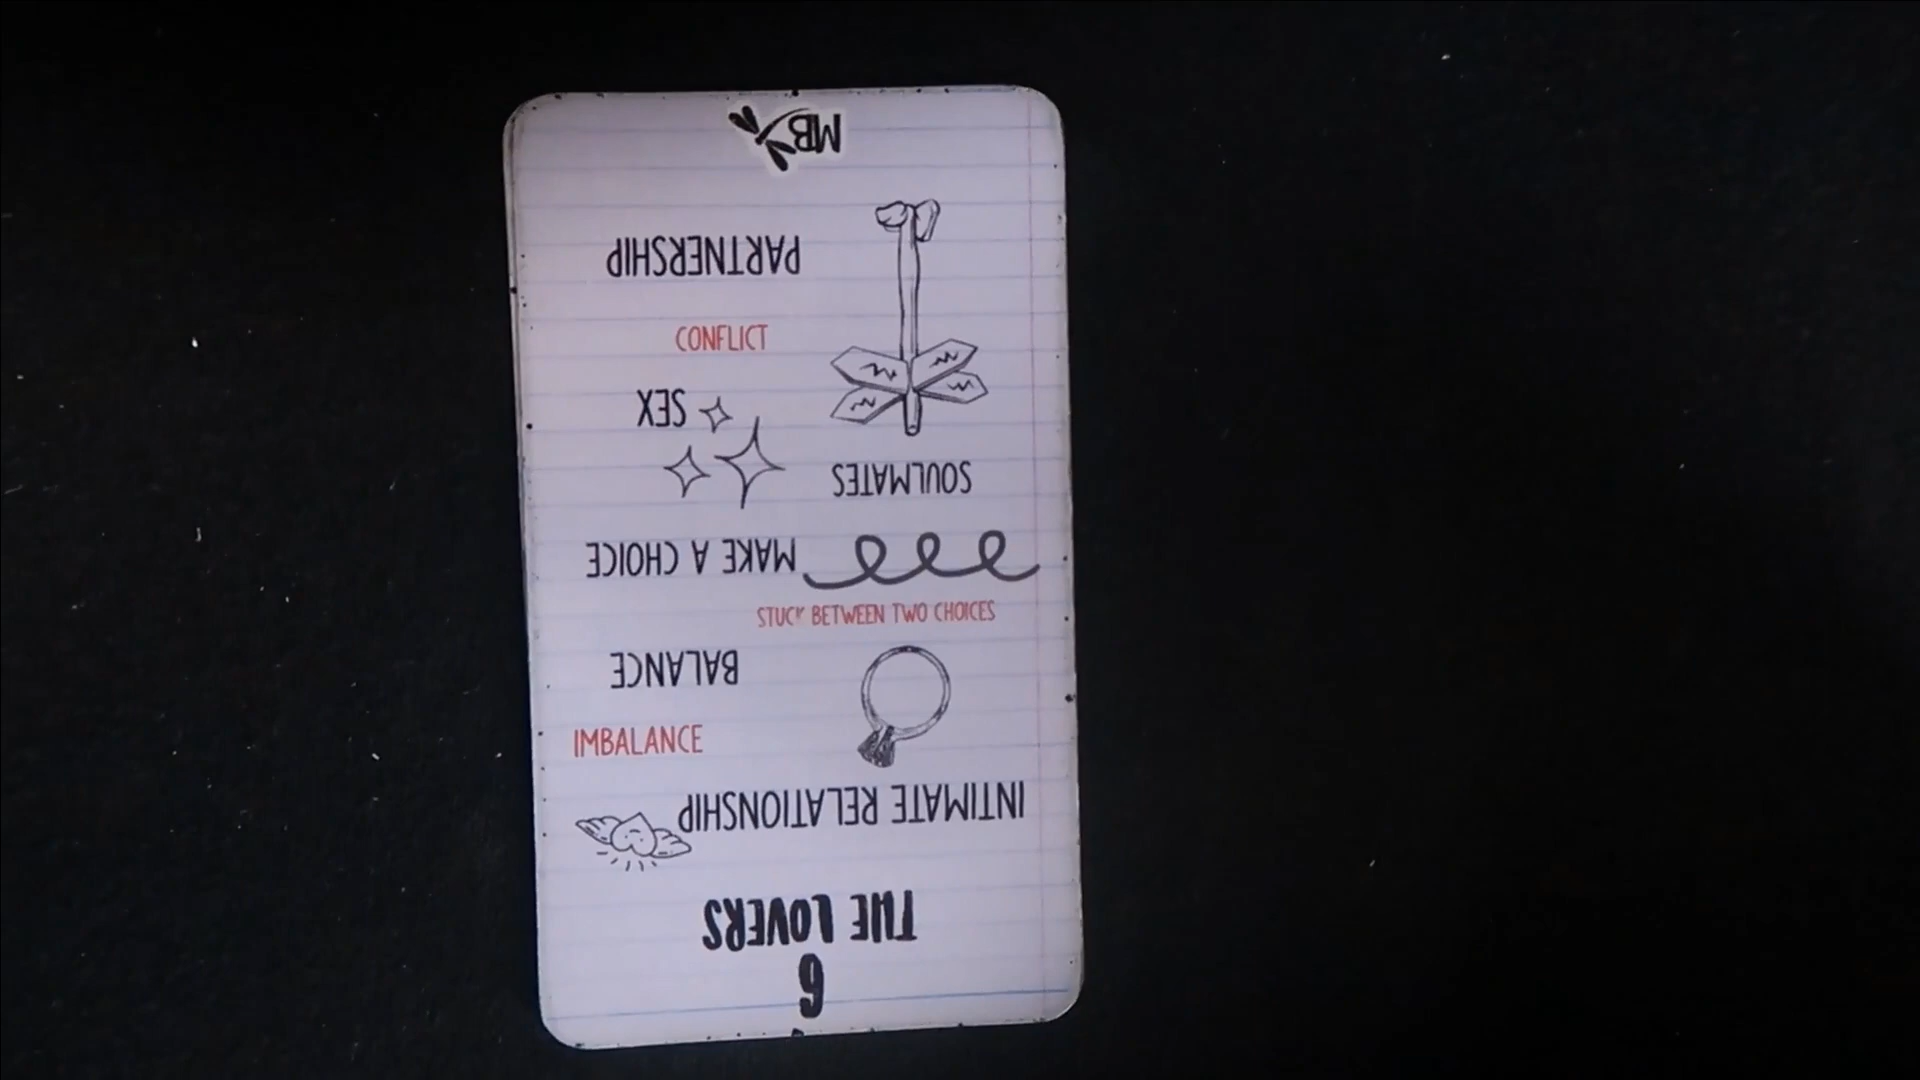 MB
PARTNERSHIP
CONFLICT
SEX
SOULMATES
MAKE A CHOICE
STUCK BETWEEN TWO CHOICES
BALANCE
IMBALANCE
INTIMATE RELATIONSHIP
THE LOVERS
6